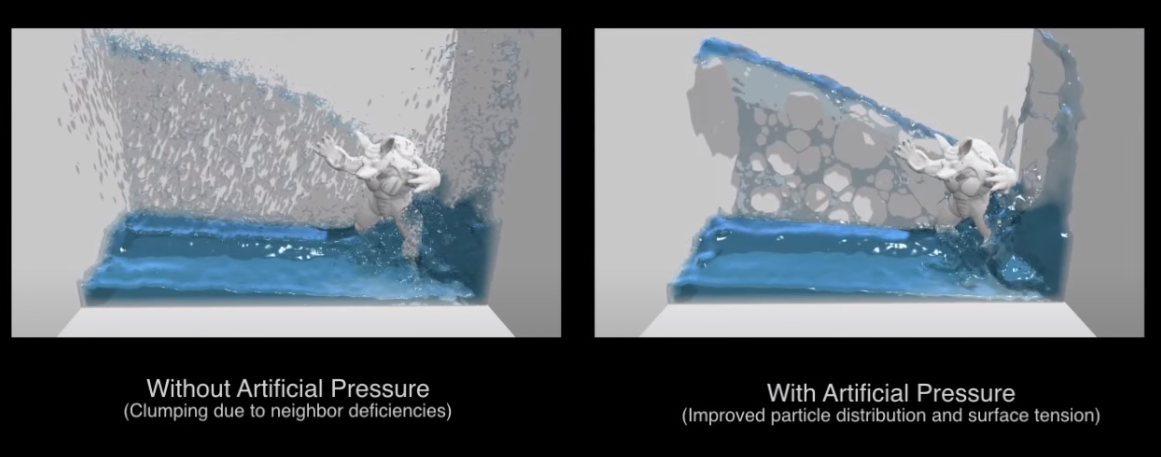 Without Artificial Pressure
(Clumping due to neighbor deficiencies)
With Artificial Pressure
(Improved particle distribution and surface tension)